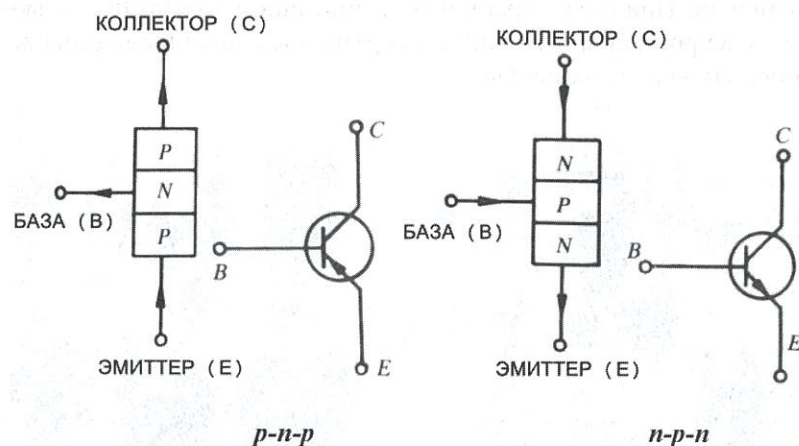 КОЛЛЕКТОР (C)
P
N
P
БАЗА (B)
ЭМИТТЕР (E)
C
B
E
p-n-p
КОЛЛЕКТОР (C)
N
P
N
БАЗА (B)
ЭМИТТЕР (E)
C
B
E
n-p-n